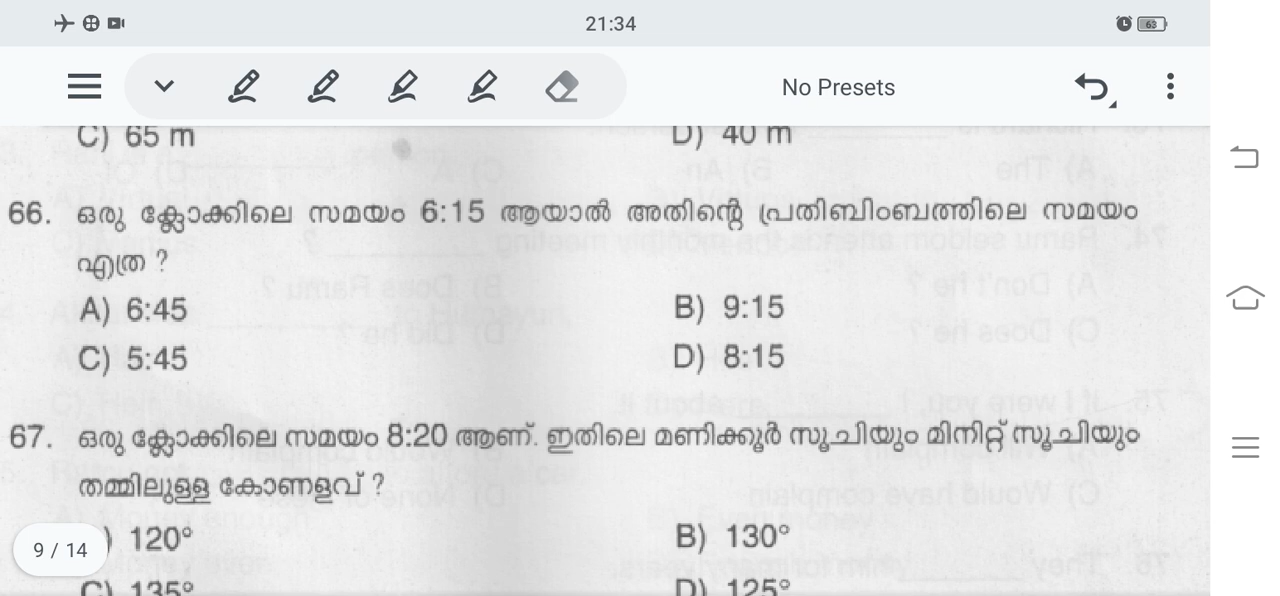 21:34
63
No Presets
C) 65 m D) 40 m
66. ഒരു ക്ലോക്കിലെ സമയം 6:15 ആയാൽ അതിന്റെ പ്രതിബിംബത്തിലെ സമയം
എത്ര ?
A) 6:45 B) 9:15
C) 5:45 D) 8:15
67. ഒരു ക്ലോക്കിലെ സമയം 8:20 ആണ്. ഇതിലെ മണിക്കൂർ സൂചിയും മിനിറ്റ് സൂചിയും
തമ്മിലുള്ള കോണളവ് ?
) 120° B) 130°
C) 135° D) 125°
9 / 14